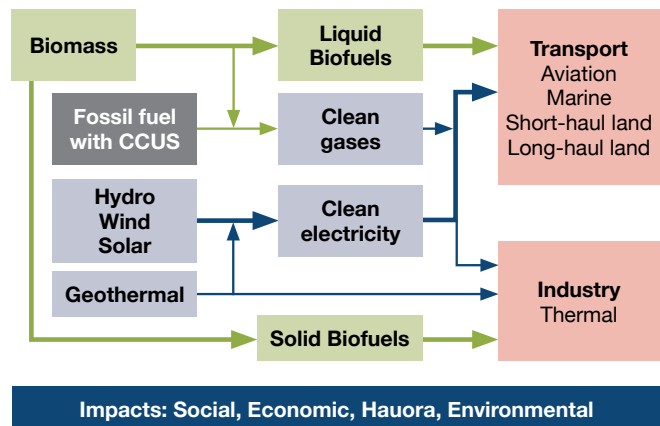 Biomass
Liquid
Biofuels
Transport
Aviation
Marine
Short-haul land
Long-haul land
Fossil fuel
with CCUS
Clean
gases
Hydro
Wind
Solar
Clean
electricity
Geothermal
Industry
Thermal
Solid Biofuels
Impacts: Social, Economic, Hauora, Environmental